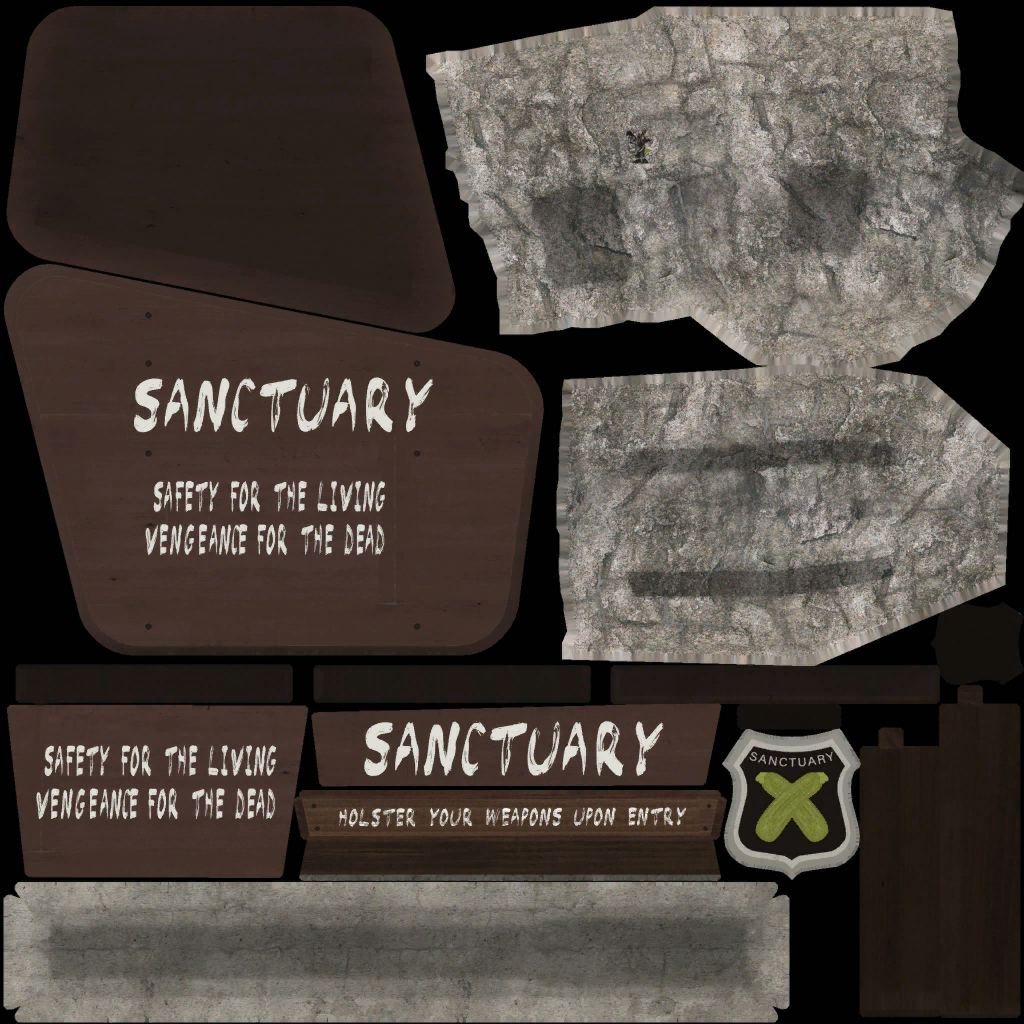 SANCTUARY
SAFETY FOR THE LIVING
VENGEANCE FOR THE DEAD
SAFETY FOR THE LIVING
VENGEANCE FOR THE DEAD
SANCTUARY
HOLSTER YOUR WEAPONS UPON ENTRY
SANCTUARY